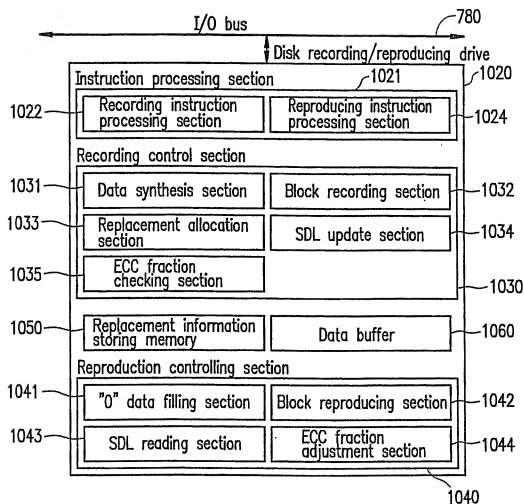 I/O bus
780
Disk recording/reproducing drive
Instruction processing section
1021
1020
1022
Recording instruction
processing section
Reproducing instruction
processing section
1024
Recording control section
1031
Data synthesis section
Block recording section
1032
1033
Replacement allocation
section
SDL update section
1034
1035
ECC fraction
checking section
1030
1050
Replacement information
storing memory
Data buffer
1060
Reproduction controlling section
1041
"0" data filling section
Block reproducing section
1042
1043
SDL reading section
ECC fraction
adjustment section
1044
1040